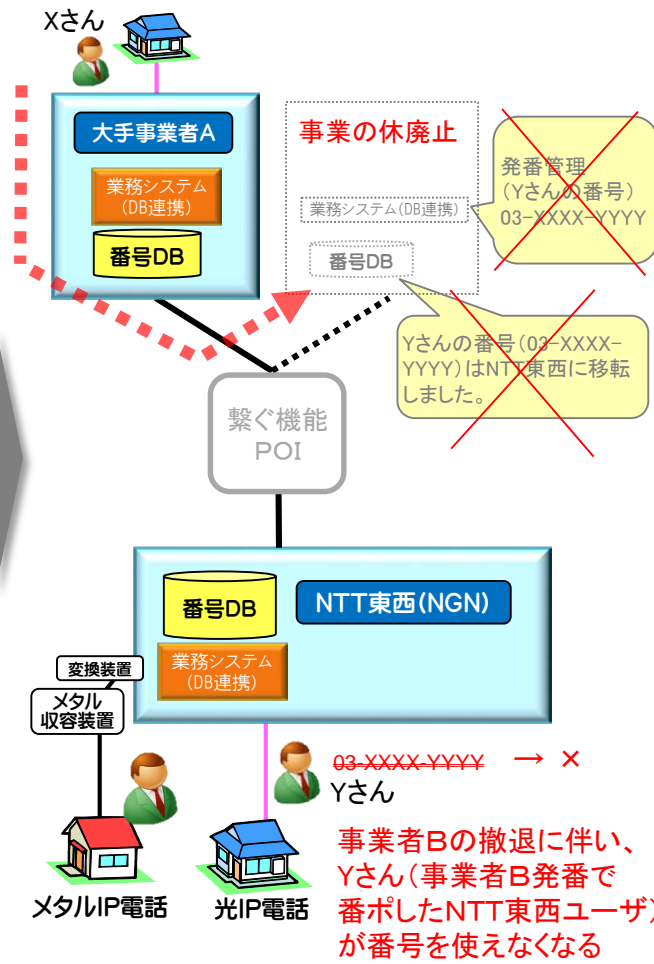 Xさん
大手事業者A
業務システム
(DB連携)
番号DB
事業の休廃止
業務システム(DB連携)
番号DB
発番管理
(Yさんの番号)
03-XXXX-YYYY
Yさんの番号(03-XXXX-
YYYY)はNTT東西に移転
しました。
繋ぐ機能
POI
番号DB
NTT東西(NGN)
業務システム
(DB連携)
変換装置
メタル
収容装置
03-XXXX-YYYY → ×
Yさん
メタルIP電話
光IP電話
事業者Bの撤退に伴い、
Yさん(事業者B発番で
番ポしたNTT東西ユーザ)
が番号を使えなくなる